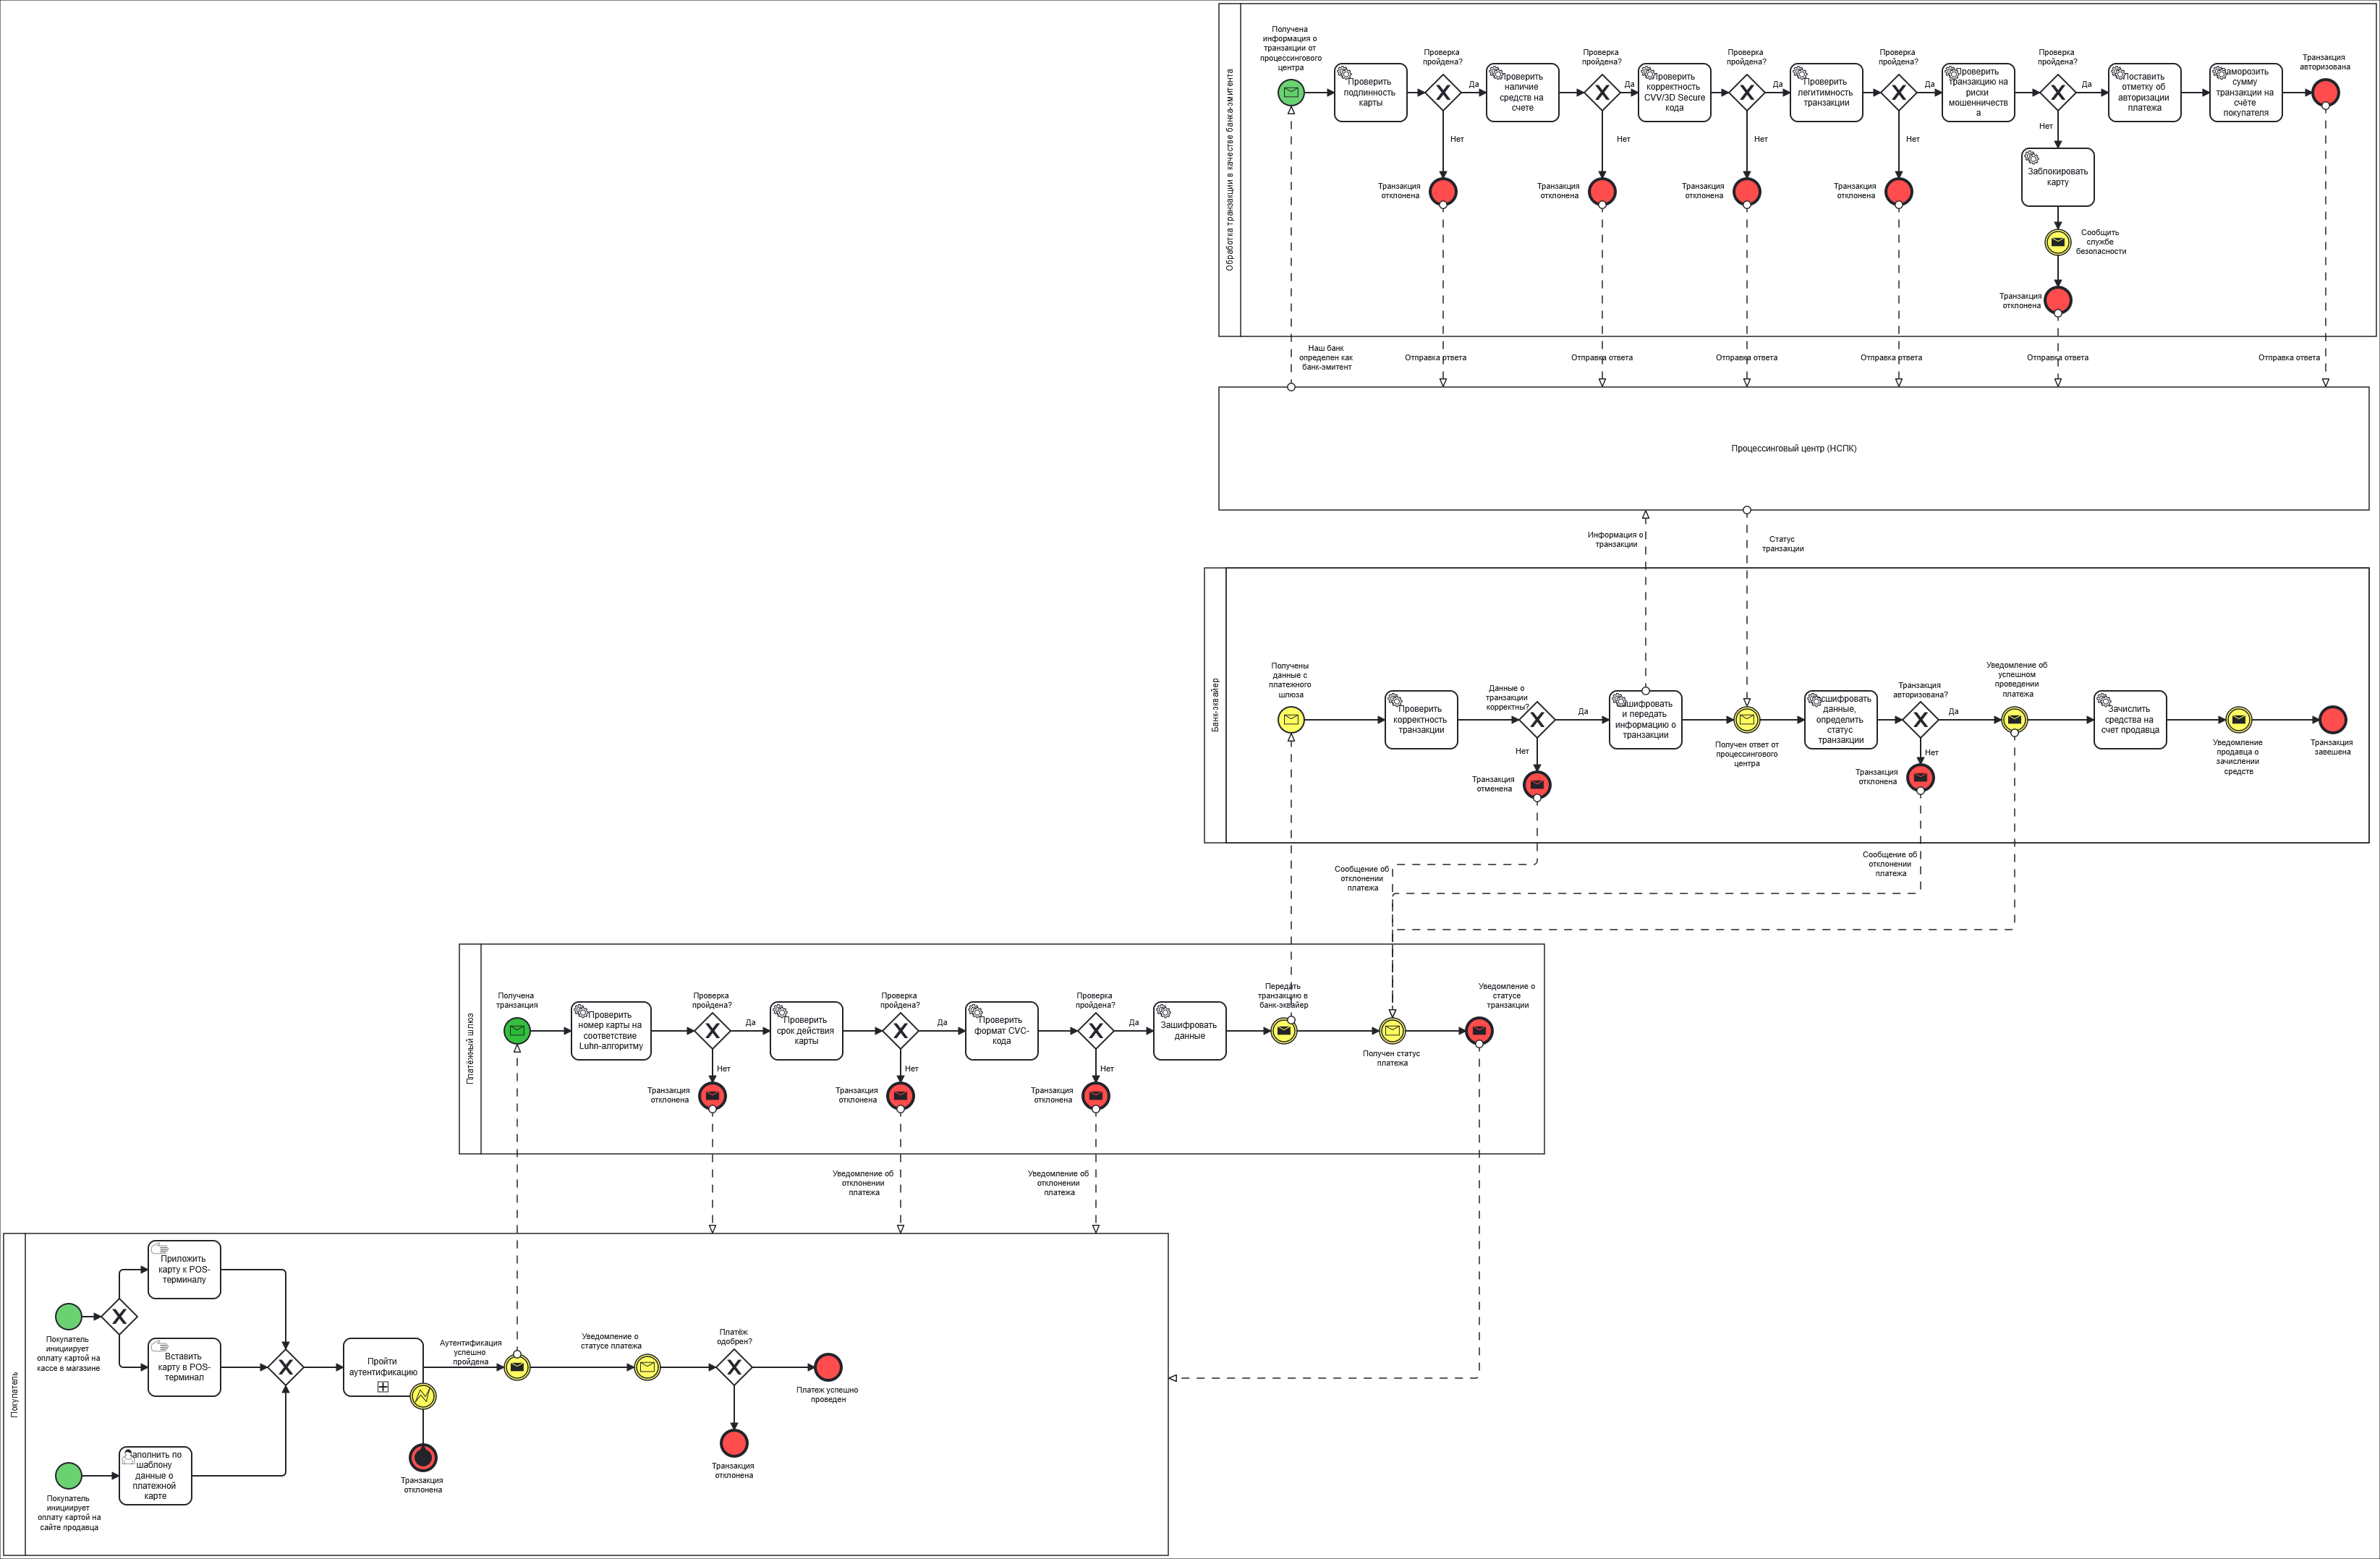 Обработка транзакции в качестве банка-эмитента
Получена
информация о
транзакции от
процессингового
центра
Проверить
подлинность
карты
Проверка
пройдена?
Да
Нет
Транзакция
отклонена
Проверить
наличие
средств на
счете
Проверка
пройдена?
Да
Нет
Транзакция
отклонена
Проверить
корректность
CVV/3D Secure
кода
Проверка
пройдена?
Да
Нет
Транзакция
отклонена
Проверить
легитимность
транзакции
Проверка
пройдена?
Да
Нет
Транзакция
отклонена
Проверить
транзакцию на
риски
мошенничеств
а
Проверка
пройдена?
Да
Нет
Заблокировать
карту
Сообщить
службе
безопасности
Транзакция
отклонена
Поставить
отметку об
авторизации
платежа
Заморозить
сумму
транзакции на
счёте
покупателя
Транзакция
авторизована
Наш банк
определен как
банк-эмитент
Отправка ответа
Отправка ответа
Отправка ответа
Отправка ответа
Отправка ответа
Отправка ответа
Процессинговый центр (НСПК)
Информация о
транзакции
Статус
транзакции
Банк-эквайер
Получены
данные с
платежного
шлюза
Проверить
корректность
транзакции
Данные о
транзакции
корректны?
Да
Нет
Транзакция
отменена
Зашифровать
и передать
информацию о
транзакции
Получен ответ от
процессингового
центра
Расшифровать
данные,
определить
статус
транзакции
Транзакция
авторизована?
Да
Нет
Транзакция
отклонена
Уведомление об
успешном
проведении
платежа
Зачислить
средства на
счет продавца
Уведомление
продавца о
зачислении
средств
Транзакция
завешена
Сообщение об
отклонении
платежа
Сообщение об
отклонении
платежа
Платёжный шлюз
Получена
транзакция
Проверить
номер карты на
соответствие
Luhn-алгоритму
Проверка
пройдена?
Да
Нет
Транзакция
отклонена
Проверить
срок действия
карты
Проверка
пройдена?
Да
Нет
Транзакция
отклонена
Проверить
формат CVC-
кода
Проверка
пройдена?
Да
Нет
Транзакция
отклонена
Зашифровать
данные
Передать
транзакцию в
банк-эквайер
Получен статус
платежа
Уведомление о
статусе
транзакции
Уведомление об
отклонении
платежа
Уведомление об
отклонении
платежа
Покупатель
Покупатель
инициирует
оплату картой на
кассе в магазине
Приложить
карту к POS-
терминалу
Вставить
карту в POS-
терминал
Покупатель
инициирует
оплату картой на
сайте продавца
Заполнить по
шаблону
данные о
платежной
карте
Пройти
аутентификацию
Транзакция
отклонена
Аутентификация
успешно
пройдена
Уведомление о
статусе платежа
Платёж
одобрен?
Платеж успешно
проведен
Транзакция
отклонена